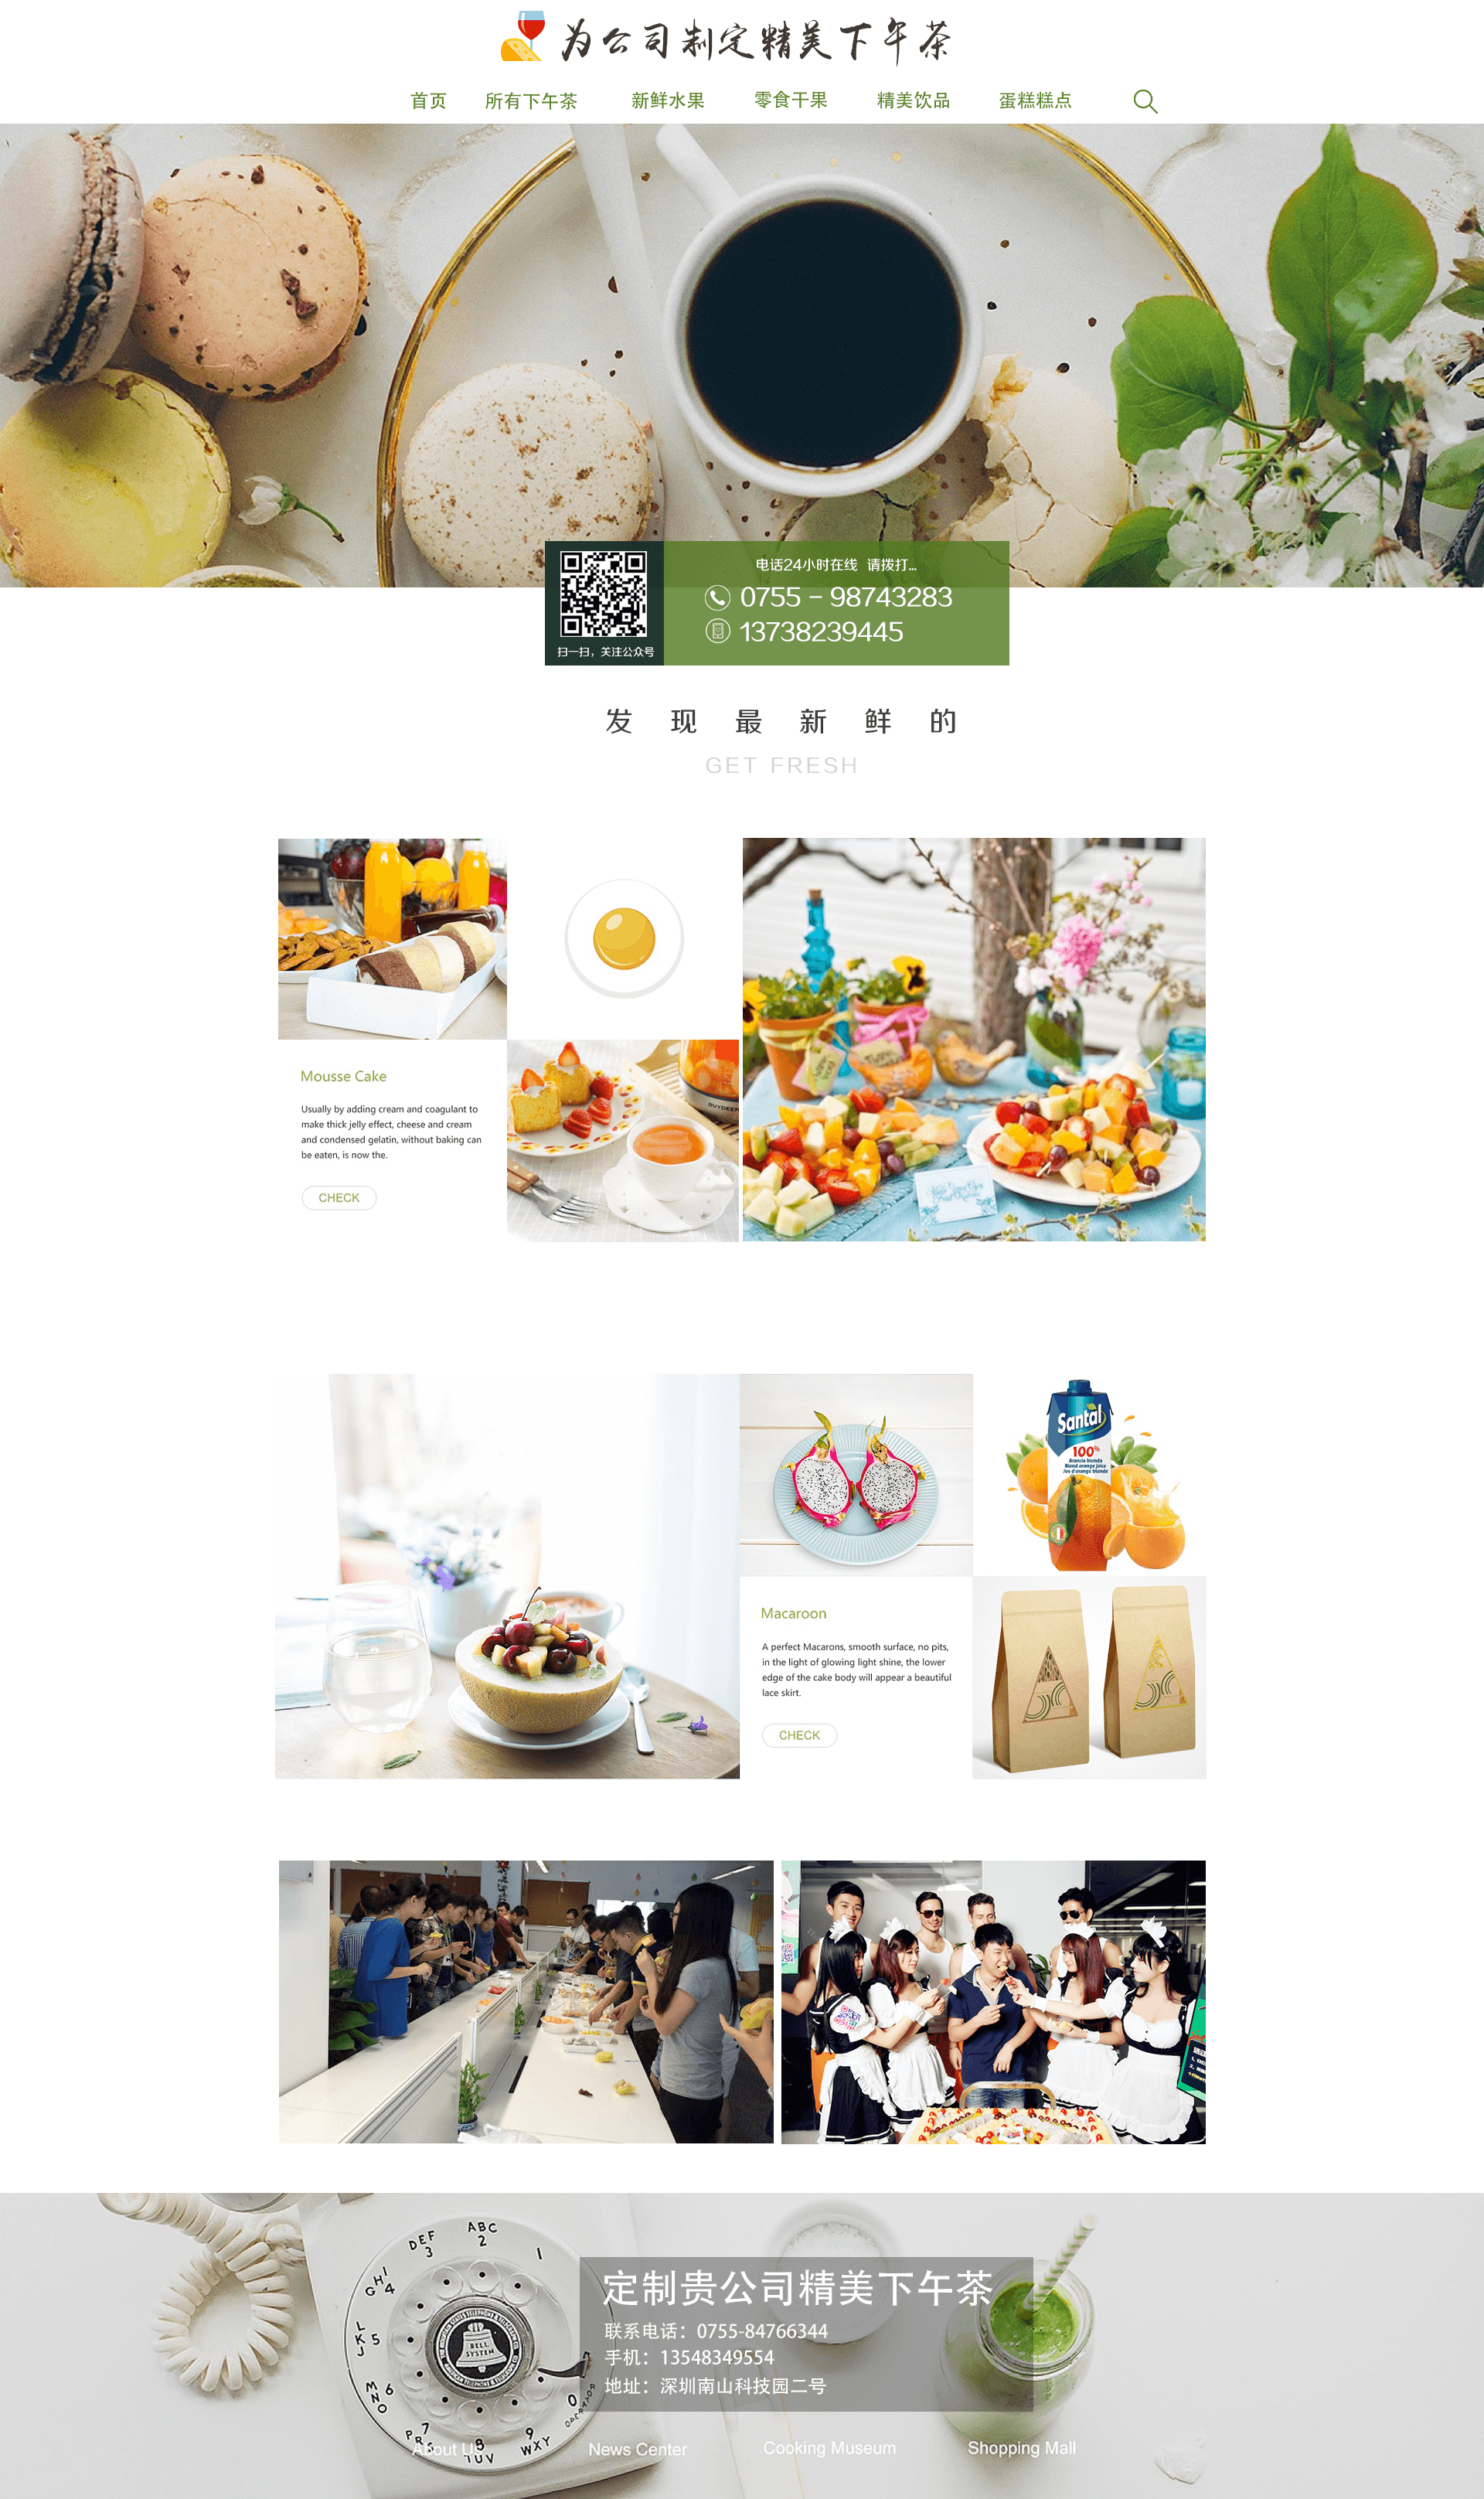 为公司制定精美下午茶
首页 所有下午茶 新鲜水果 零食干果 精美饮品 蛋糕糕点
电话24小时在线 请拨打...
0755 - 98743283
13738239445
扫一扫，关注公众号
发现最新鲜的
GET FRESH
Mousse Cake
Usually by adding cream and coagulant to
make thick jelly effect, cheese and cream
and condensed gelatin, without baking can
be eaten, is now the.
CHECK
Santal
100%
Arancia bionda
Blond orange juice
Jus d'orange blonde
Macaroon
A perfect Macarons, smooth surface, no pits,
in the light of glowing light shine, the lower
edge of the cake body will appear a beautiful
lace skirt.
CHECK
ABC 2
DEF 3
1
GHI 4
LKJ 5
MNO 6
7 PRS
8 TUV
9 WXY
0 OPERATOR
BELL SYSTEM
定制贵公司精美下午茶
联系电话：0755-84766344
手机：13548349554
地址：深圳南山科技园二号
About Us News Center Cooking Museum Shopping Mall